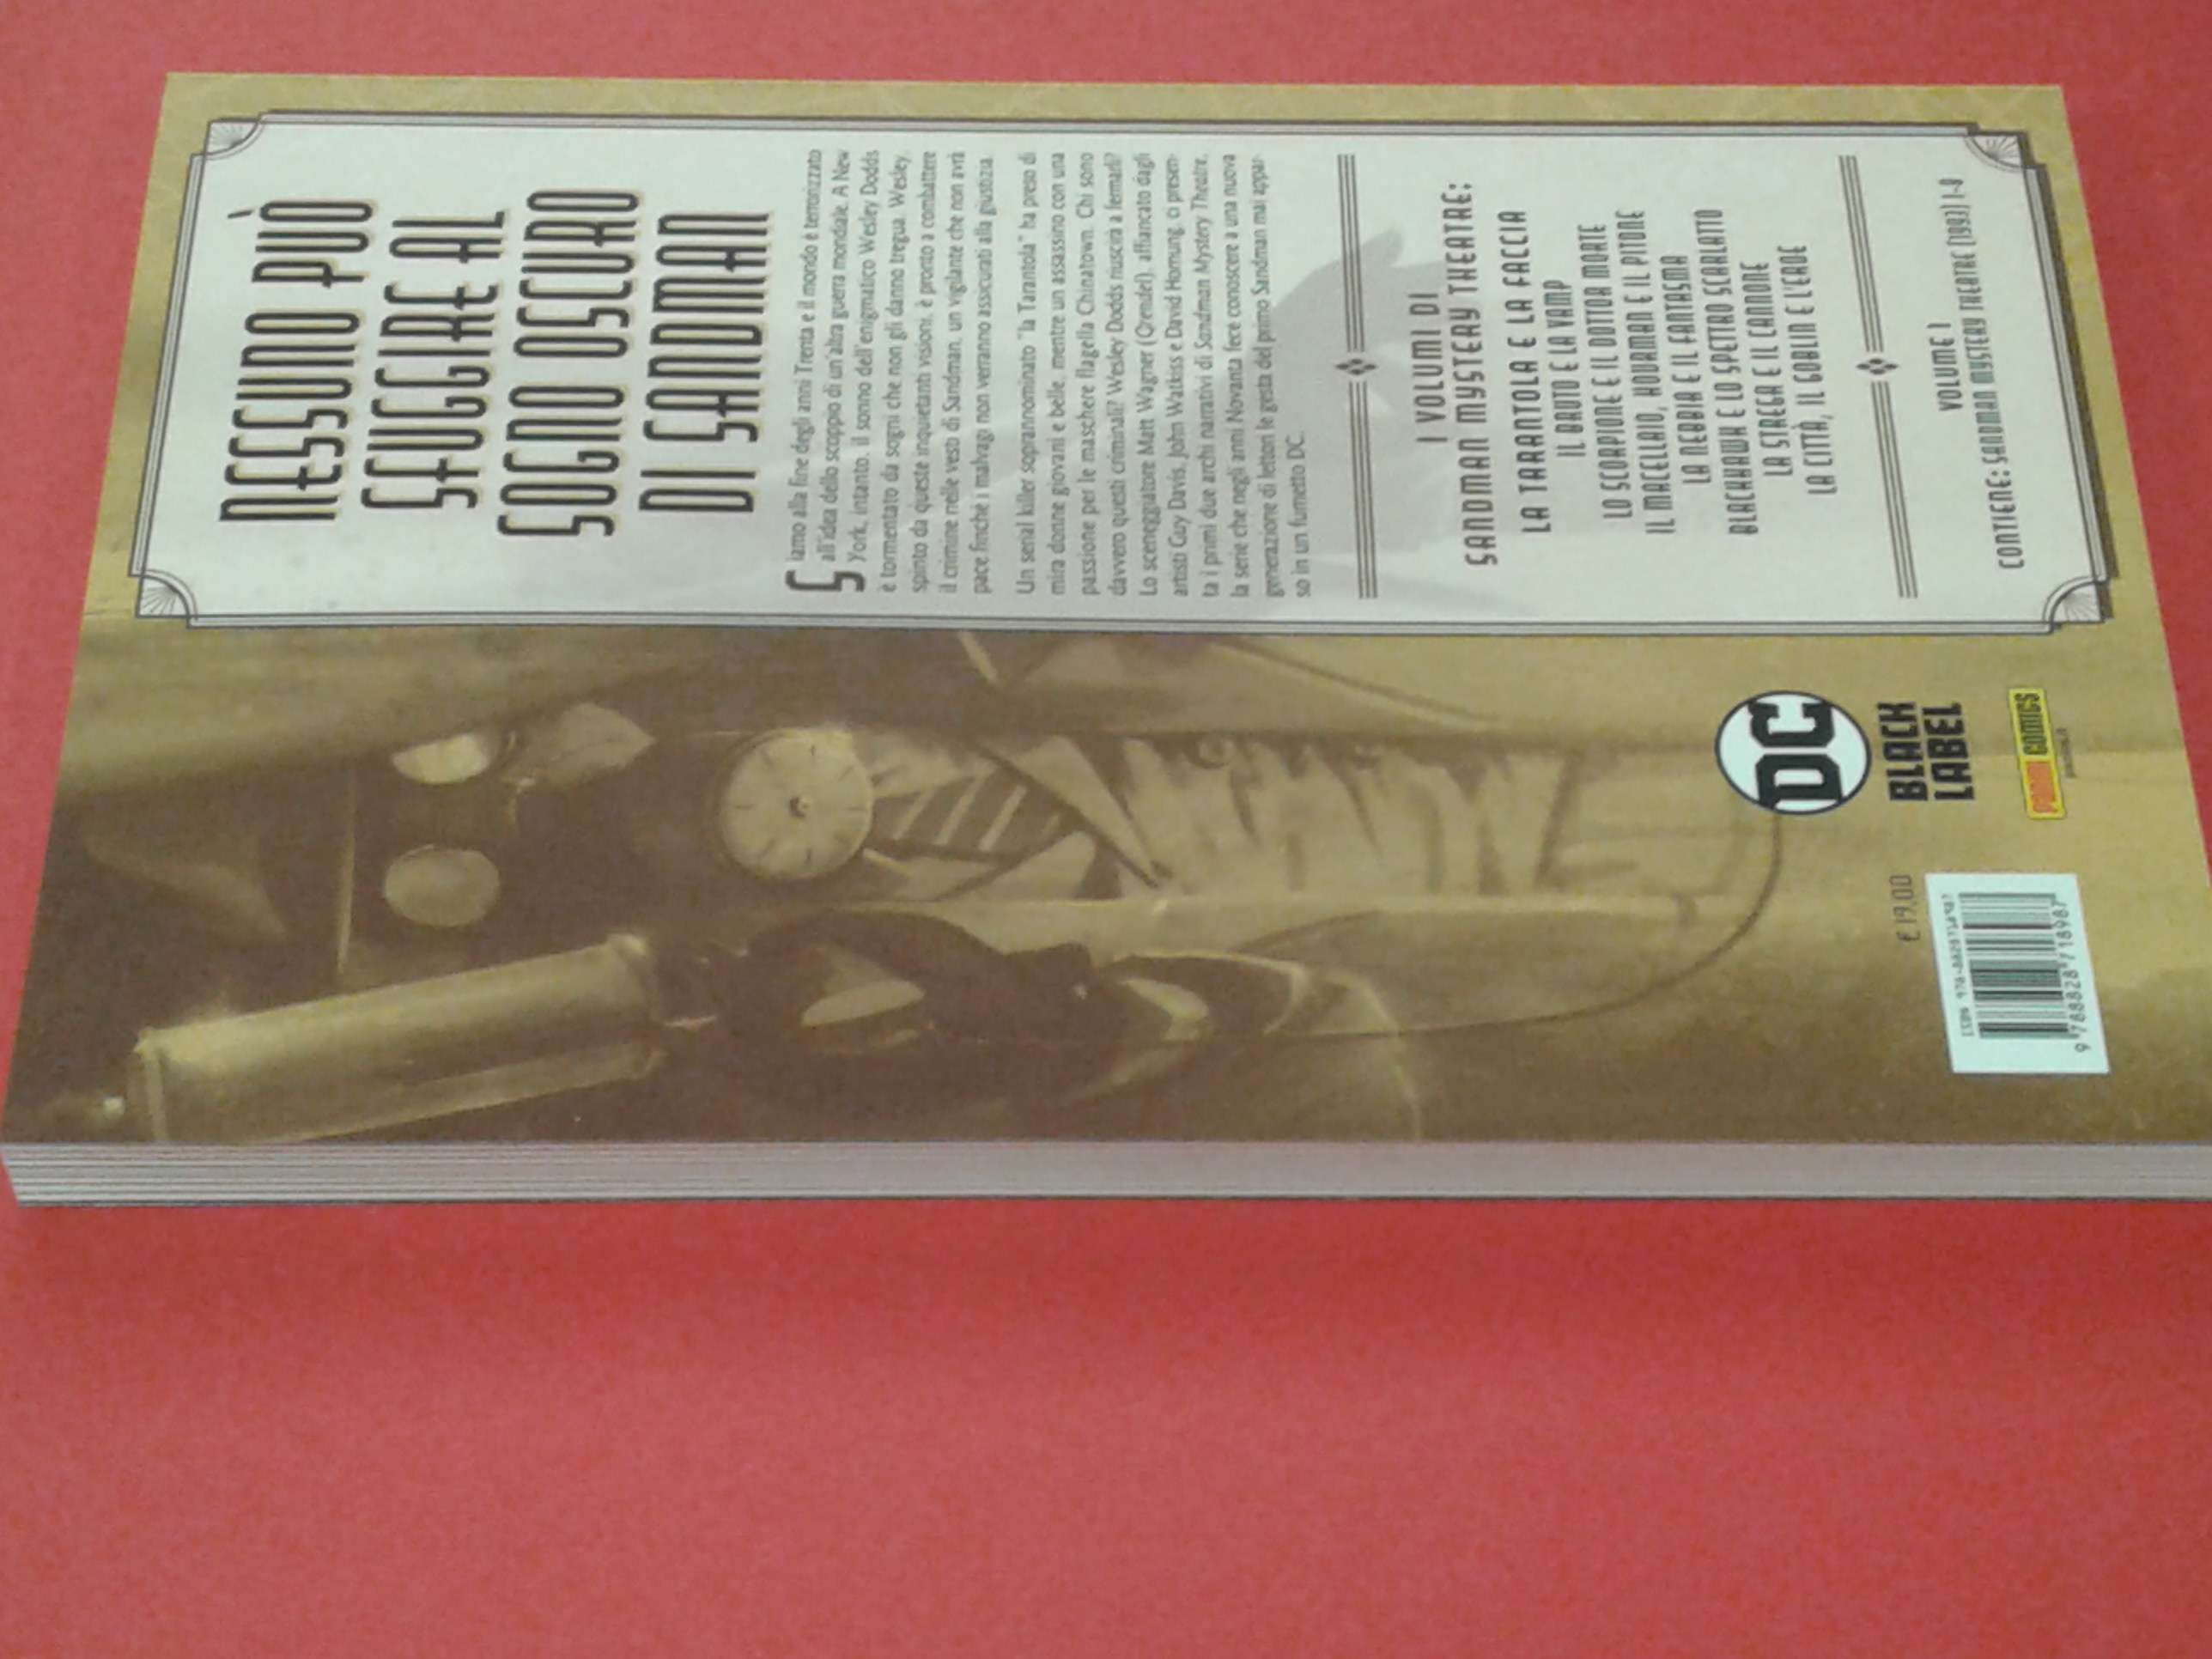 NESSUNO PUÒ
SFUGGIRE AL
SOGNO OSCURO
DI SANDMAN
Siamo alla fine degli anni Trenta e il mondo è terrorizzato
all'idea dello scoppio di un'altra guerra mondiale. A New
York, intanto, il sonno dell'enigmatico Wesley Dodds
è tormentato da sogni che non gli danno tregua. Wesley,
spinto da queste inquietanti visioni, è pronto a combattere
il crimine nelle vesti di Sandman, un vigilante che non avrà
pace finché i malvagi non verranno assicurati alla giustizia.
Un serial killer soprannominato "la Tarantola" ha preso di
mira donne giovani e belle, mentre un assassino con una
passione per le maschere flagella Chinatown. Chi sono
davvero questi criminali? Wesley Dodds riuscirà a fermarli?
Lo sceneggiatore Matt Wagner (Grendel), affiancato dagli
artisti Guy Davis, John Watkiss e David Hornung, ci presen-
ta i primi due archi narrativi di Sandman Mystery Theatre,
la serie che negli anni Novanta fece conoscere a una nuova
generazione di lettori le gesta del primo Sandman mai appar-
so in un fumetto DC.
I VOLUMI DI
SANDMAN MYSTERY THEATRE:
LA TARANTOLA E LA FACCIA
IL BRUTO E LA VAMP
LO SCORPIONE E IL DOTTOR MORTE
IL MACELLAIO, HOURMAN E IL PITONE
LA NEBBIA E IL FANTASMA
BLACKHAWK E LO SPETTRO SCARLATTO
LA STREGA E IL CANNONE
LA CITTÀ, IL GOBLIN E L'EROE
VOLUME 1
CONTIENE: SANDMAN MYSTERY THEATRE (1993) 1-8
DC
BLACK
LABEL
PANINI COMICS
€ 19,00
9 788828 718987